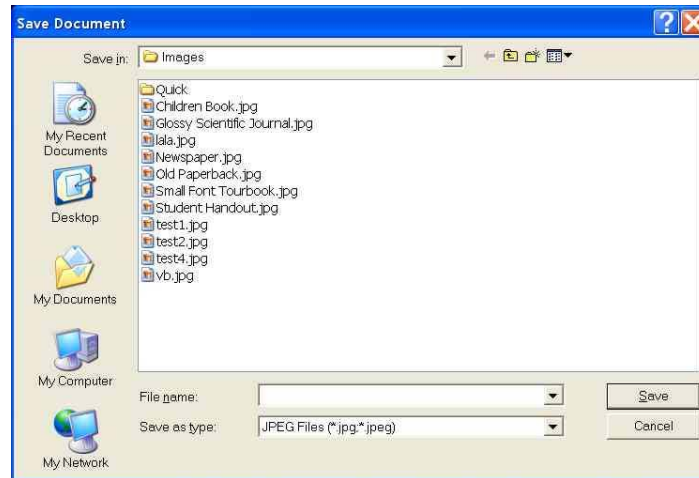 Save Document
Save in:
Images
My Recent
Documents
Desktop
My Documents
My Computer
My Network
Quick
Children Book.jpg
Glossy Scientific Journal.jpg
lala.jpg
Newspaper.jpg
Old Paperback.jpg
Small Font Tourbook.jpg
Student Handout.jpg
test1.jpg
test2.jpg
test4.jpg
vb.jpg
File name:
Save
Save as type:
JPEG Files (*.jpg;*.jpeg)
Cancel